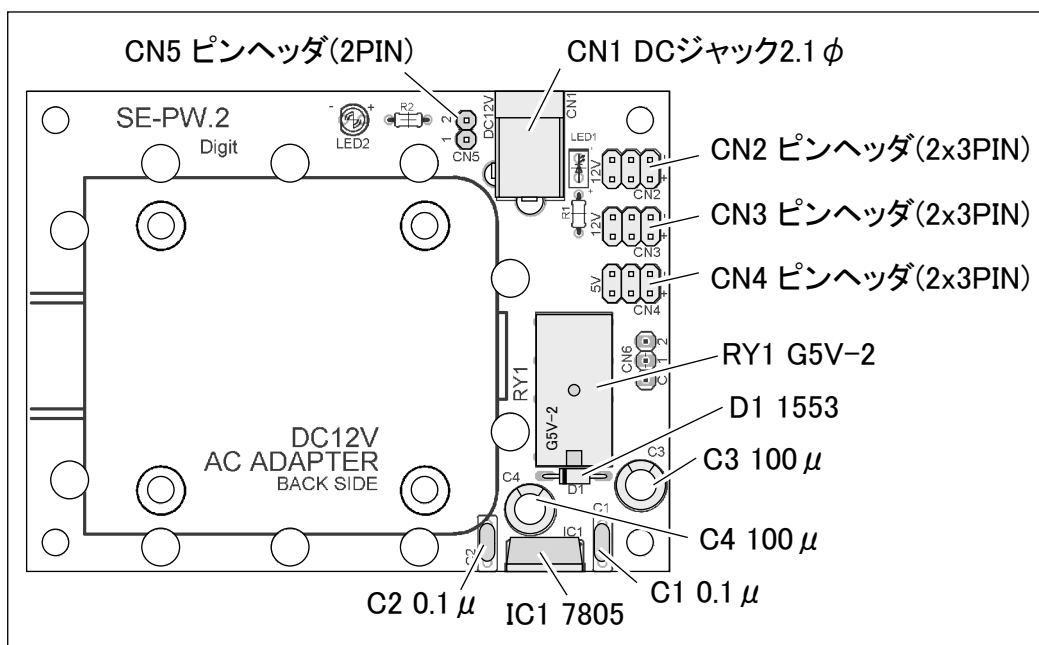 CN5 ピンヘッダ(2PIN)
CN1 DCジャック2.1φ
SE-PW.2
Digit
- +
LED2
R2
2
1
CN5
DC12V
CN1
LED1
-
+
R1
12V
CN2
+
CN2 ピンヘッダ(2x3PIN)
12V
CN3
+
CN3 ピンヘッダ(2x3PIN)
5V
CN4
+
CN4 ピンヘッダ(2x3PIN)
CN6
2
1
C
RY1
G5V-2
RY1 G5V-2
D1 1553
DC12V
AC ADAPTER
BACK SIDE
C3
C3 100μ
D1
C4
C4 100μ
C2
IC1
C1
C2 0.1μ
IC1 7805
C1 0.1μ